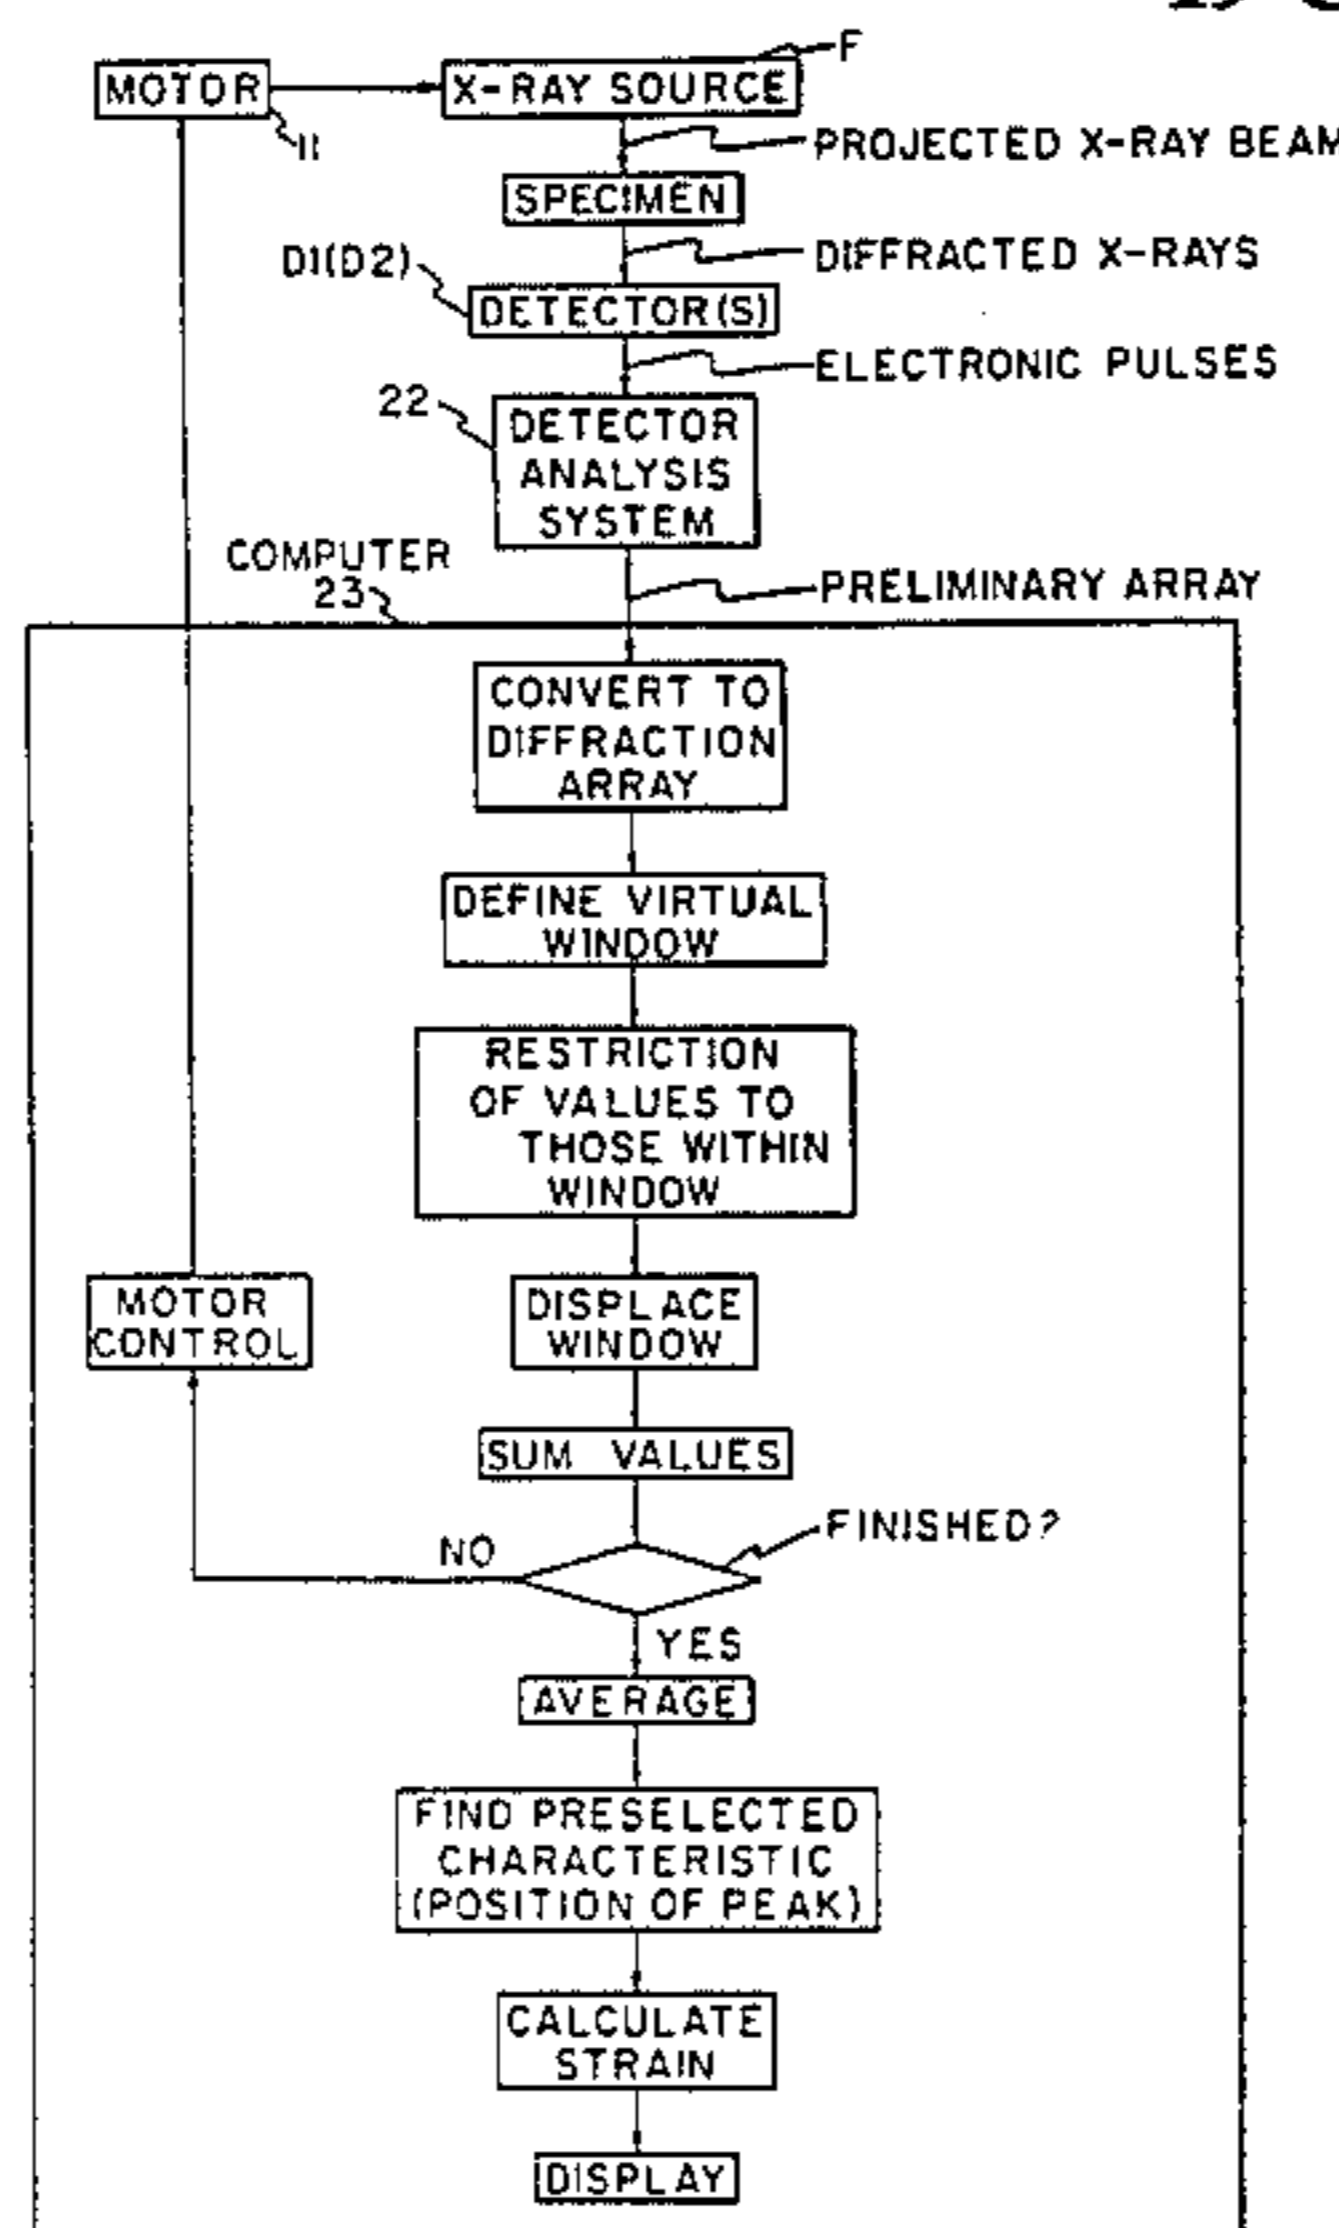 MOTOR
11
X-RAY SOURCE
F
PROJECTED X-RAY BEAM
SPECIMEN
DIFFRACTED X-RAYS
D1(D2)
DETECTOR(S)
ELECTRONIC PULSES
22
DETECTOR
ANALYSIS
SYSTEM
COMPUTER
23
PRELIMINARY ARRAY
CONVERT TO
DIFFRACTION
ARRAY
DEFINE VIRTUAL
WINDOW
RESTRICTION
OF VALUES TO
THOSE WITHIN
WINDOW
MOTOR
CONTROL
DISPLACE
WINDOW
SUM VALUES
FINISHED?
NO
YES
AVERAGE
FIND PRESELECTED
CHARACTERISTIC
(POSITION OF PEAK)
CALCULATE
STRAIN
DISPLAY